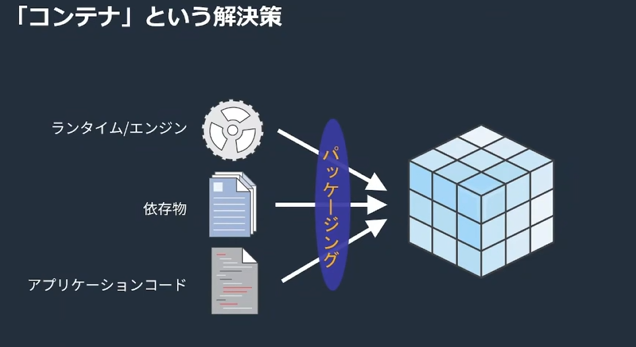 「コンテナ」という解決策
ランタイム/エンジン
依存物
アプリケーションコード
パッケージング